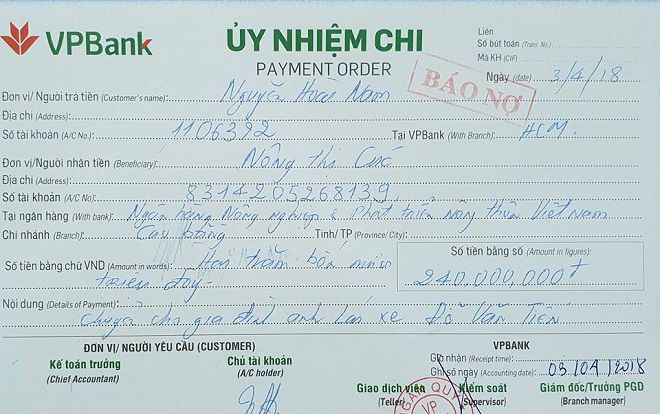 VPBank
ỦY NHIỆM CHI
PAYMENT ORDER
Liên
Số bút toán (Trans. No.)
Mã KH (CIF)
Ngày (date) 3/4/18
BÁO NỢ
Đơn vị/ Người trả tiền (Customer's name): Nguyễn Hoài Nam
Địa chỉ (Address):
Số tài khoản (A/C No.): 1106392 Tại VPBank (With Branch): HCM.
Đơn vị/Người nhận tiền (Beneficiary): Nông thị Cúc
Địa chỉ (Address):
Số tài khoản (A/C No): 8314205268139
Tại ngân hàng (With bank): Ngân hàng Nông nghiệp & Phát triển nông thôn Việt Nam
Chi nhánh (Branch): Cao Bằng Tỉnh/ TP (Province/ City):
Số tiền bằng chữ VND (Amount in words): Hai trăm bốn mươi
triệu
Số tiền bằng số (Amount in figures):
240,000,000đ
Nội dung (Details of Payment):
Chuyển cho gia đình anh lái xe Đỗ Văn Tiến
ĐƠN VỊ/ NGƯỜI YÊU CẦU (CUSTOMER)
Kế toán trưởng
(Chief Accountant)
Chủ tài khoản
(A/C holder)
VPBANK
Giờ nhận (Receipt time):
Ghi sổ ngày (Accounting date): 03/04/2018
Giao dịch viên
(Teller)
Kiểm soát
(Supervisor)
Giám đốc/Trưởng PGD
(Branch manager)
VP